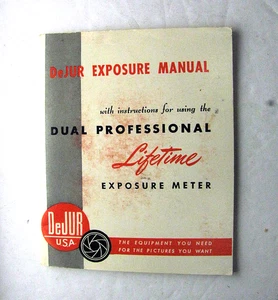 DeJUR EXPOSURE MANUAL
with instructions for using the
DUAL PROFESSIONAL
Lifetime
EXPOSURE METER
DeJUR
U.S.A.
THE EQUIPMENT YOU NEED
FOR THE PICTURES YOU WANT